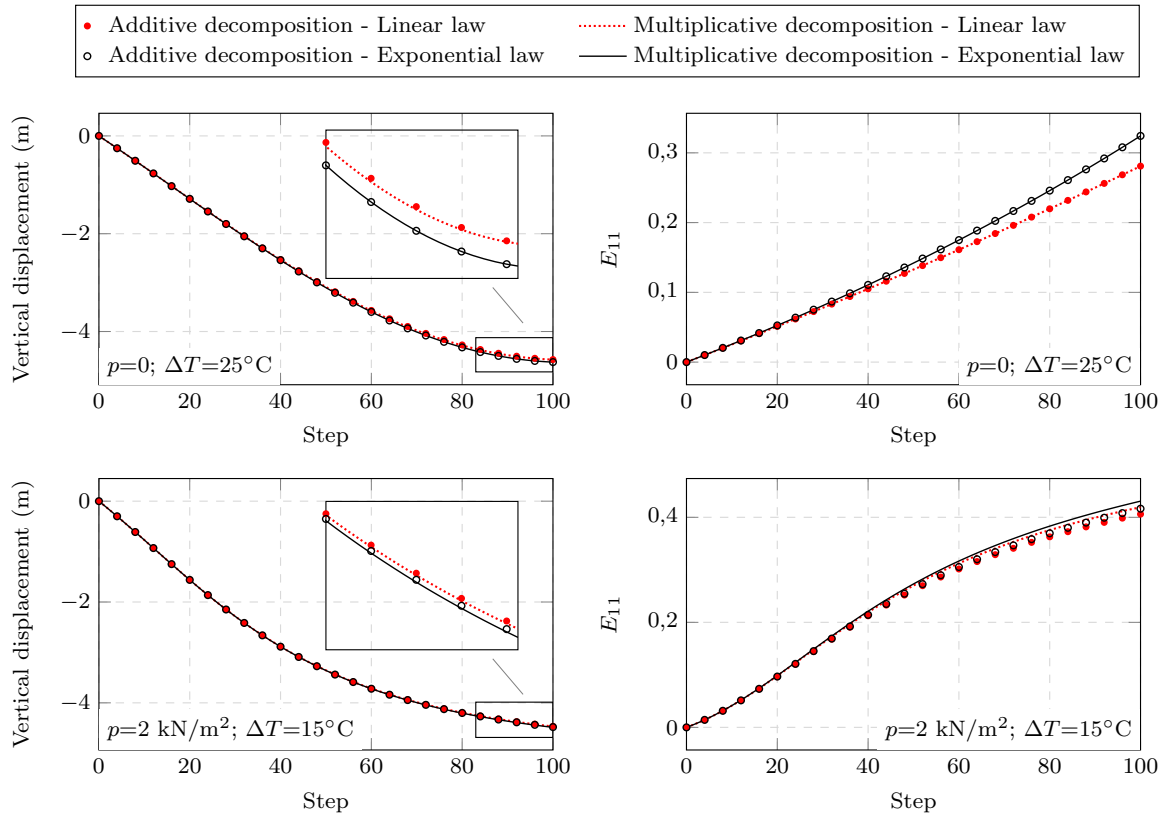 Additive decomposition - Linear law
Multiplicative decomposition - Linear law
Additive decomposition - Exponential law
Multiplicative decomposition - Exponential law
Vertical displacement (m)
0
−2
−4
p=0; ΔT=25°C
0 20 40 60 80 100
Step
E11
0,3
0,2
0,1
0
p=0; ΔT=25°C
0 20 40 60 80 100
Step
Vertical displacement (m)
0
−2
−4
p=2 kN/m²; ΔT=15°C
0 20 40 60 80 100
Step
E11
0,4
0,2
0
p=2 kN/m²; ΔT=15°C
0 20 40 60 80 100
Step